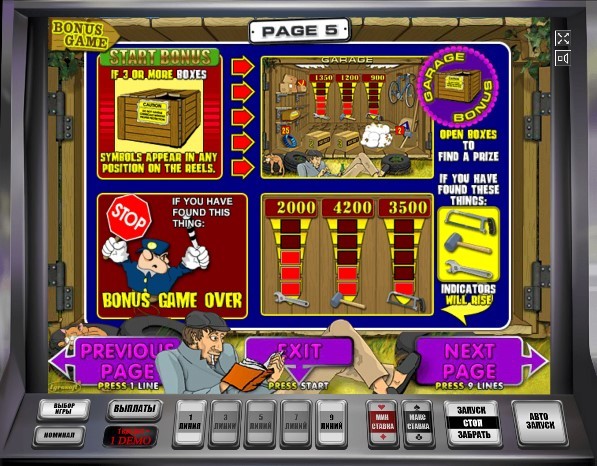 BONUS
GAME
PAGE 5
START BONUS
IF 3 OR MORE BOXES
CAUTION
SYMBOLS APPEAR IN ANY
POSITION ON THE REELS.
GARAGE
1350 1200 900
25
2
GARAGE
BONUS
OPEN BOXES
TO
FIND A PRIZE
IF YOU HAVE
FOUND THESE
THINGS:
INDICATORS
WILL RISE
STOP
IF YOU HAVE
FOUND THIS
THING:
BONUS GAME OVER
2000 4200 3500
PREVIOUS
PAGE
PRESS 1 LINE
EXIT
PRESS START
NEXT
PAGE
PRESS 9 LINES
Igrosoft
ВЫБОР
ИГРЫ
ВЫПЛАТЫ
НОМИНАЛ
1 DEMO
1
ЛИНИЯ
3
ЛИНИИ
5
ЛИНИЙ
7
ЛИНИЙ
9
ЛИНИЙ
МИН
СТАВКА
МАКС
СТАВКА
ЗАПУСК
СТОП
ЗАБРАТЬ
АВТО
ЗАПУСК